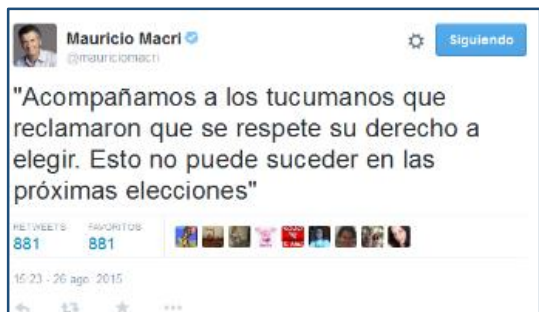 Mauricio Macri
@mauriciomacri
Siguiendo
"Acompañamos a los tucumanos que
reclamaron que se respete su derecho a
elegir. Esto no puede suceder en las
próximas elecciones"
RETWEETS FAVORITOS
881 881
15:23 - 26 ago. 2015